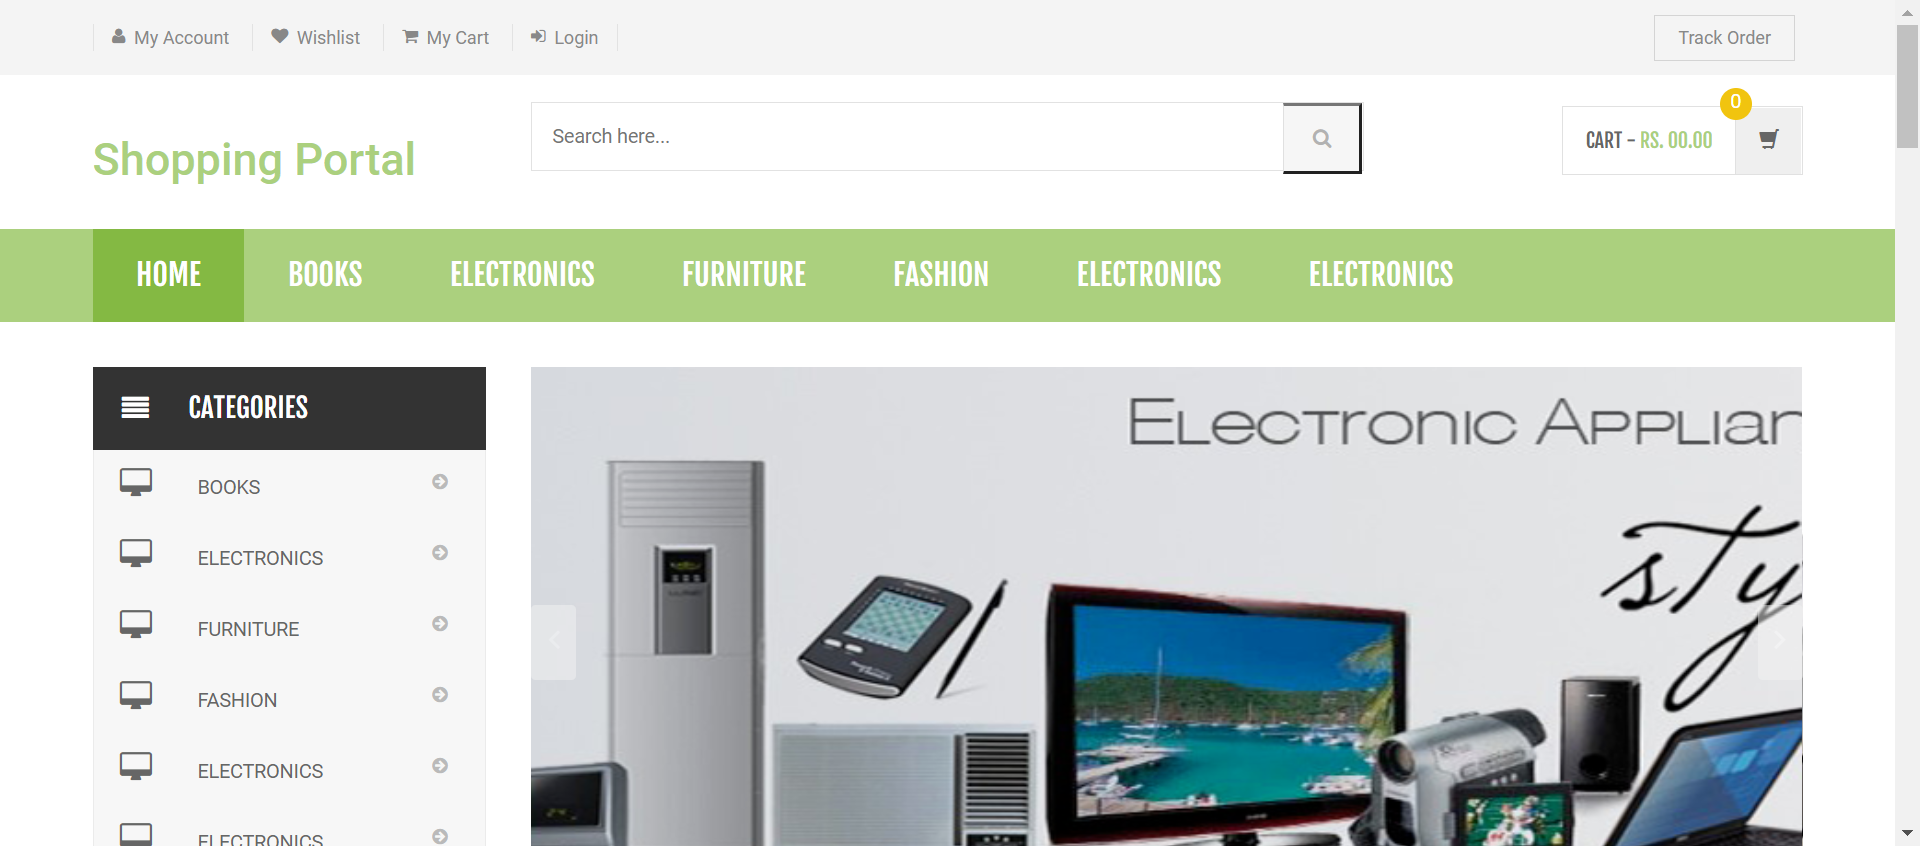 My Account
Wishlist
My Cart
Login
Track Order
Shopping Portal
Search here...
CART - RS. 00.00
0
HOME
BOOKS
ELECTRONICS
FURNITURE
FASHION
ELECTRONICS
ELECTRONICS
CATEGORIES
BOOKS
ELECTRONICS
FURNITURE
FASHION
ELECTRONICS
ELECTRONICS
ELECTRONIC APPLIAN
sty